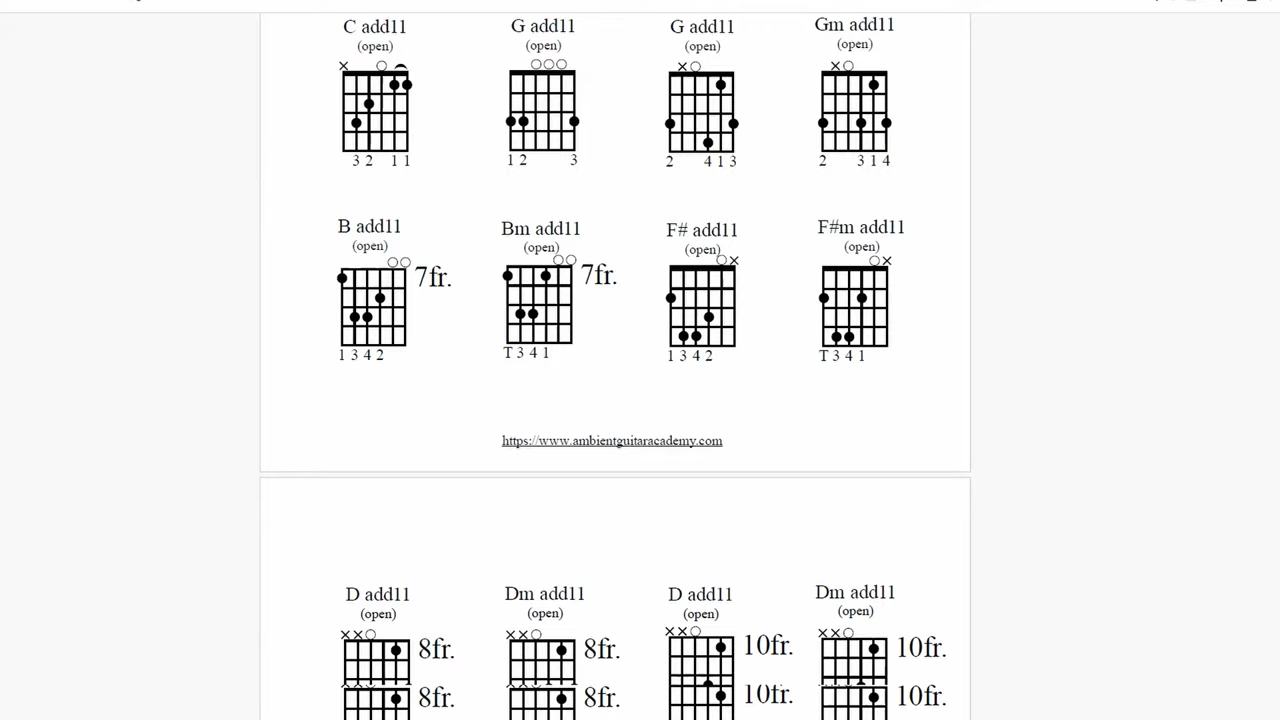 C add11 G add11 G add11 Gm add11
(open) (open) (open) (open)
3 2 1 1 1 2 3 2 4 1 3 2 3 1 4
B add11 Bm add11 F# add11 F#m add11
(open) (open) (open) (open)
7fr. 7fr.
1 3 4 2 T 3 4 1 1 3 4 2 T 3 4 1
https://www.ambientguitaracademy.com
D add11 Dm add11 D add11 Dm add11
(open) (open) (open) (open)
8fr. 8fr. 10fr. 10fr.
8fr. 8fr. 10fr. 10fr.